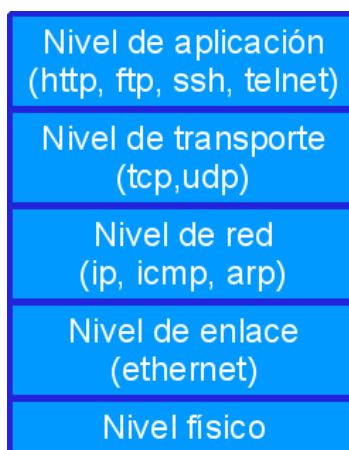 Nivel de aplicación
(http, ftp, ssh, telnet)
Nivel de transporte
(tcp,udp)
Nivel de red
(ip, icmp, arp)
Nivel de enlace
(ethernet)
Nivel físico